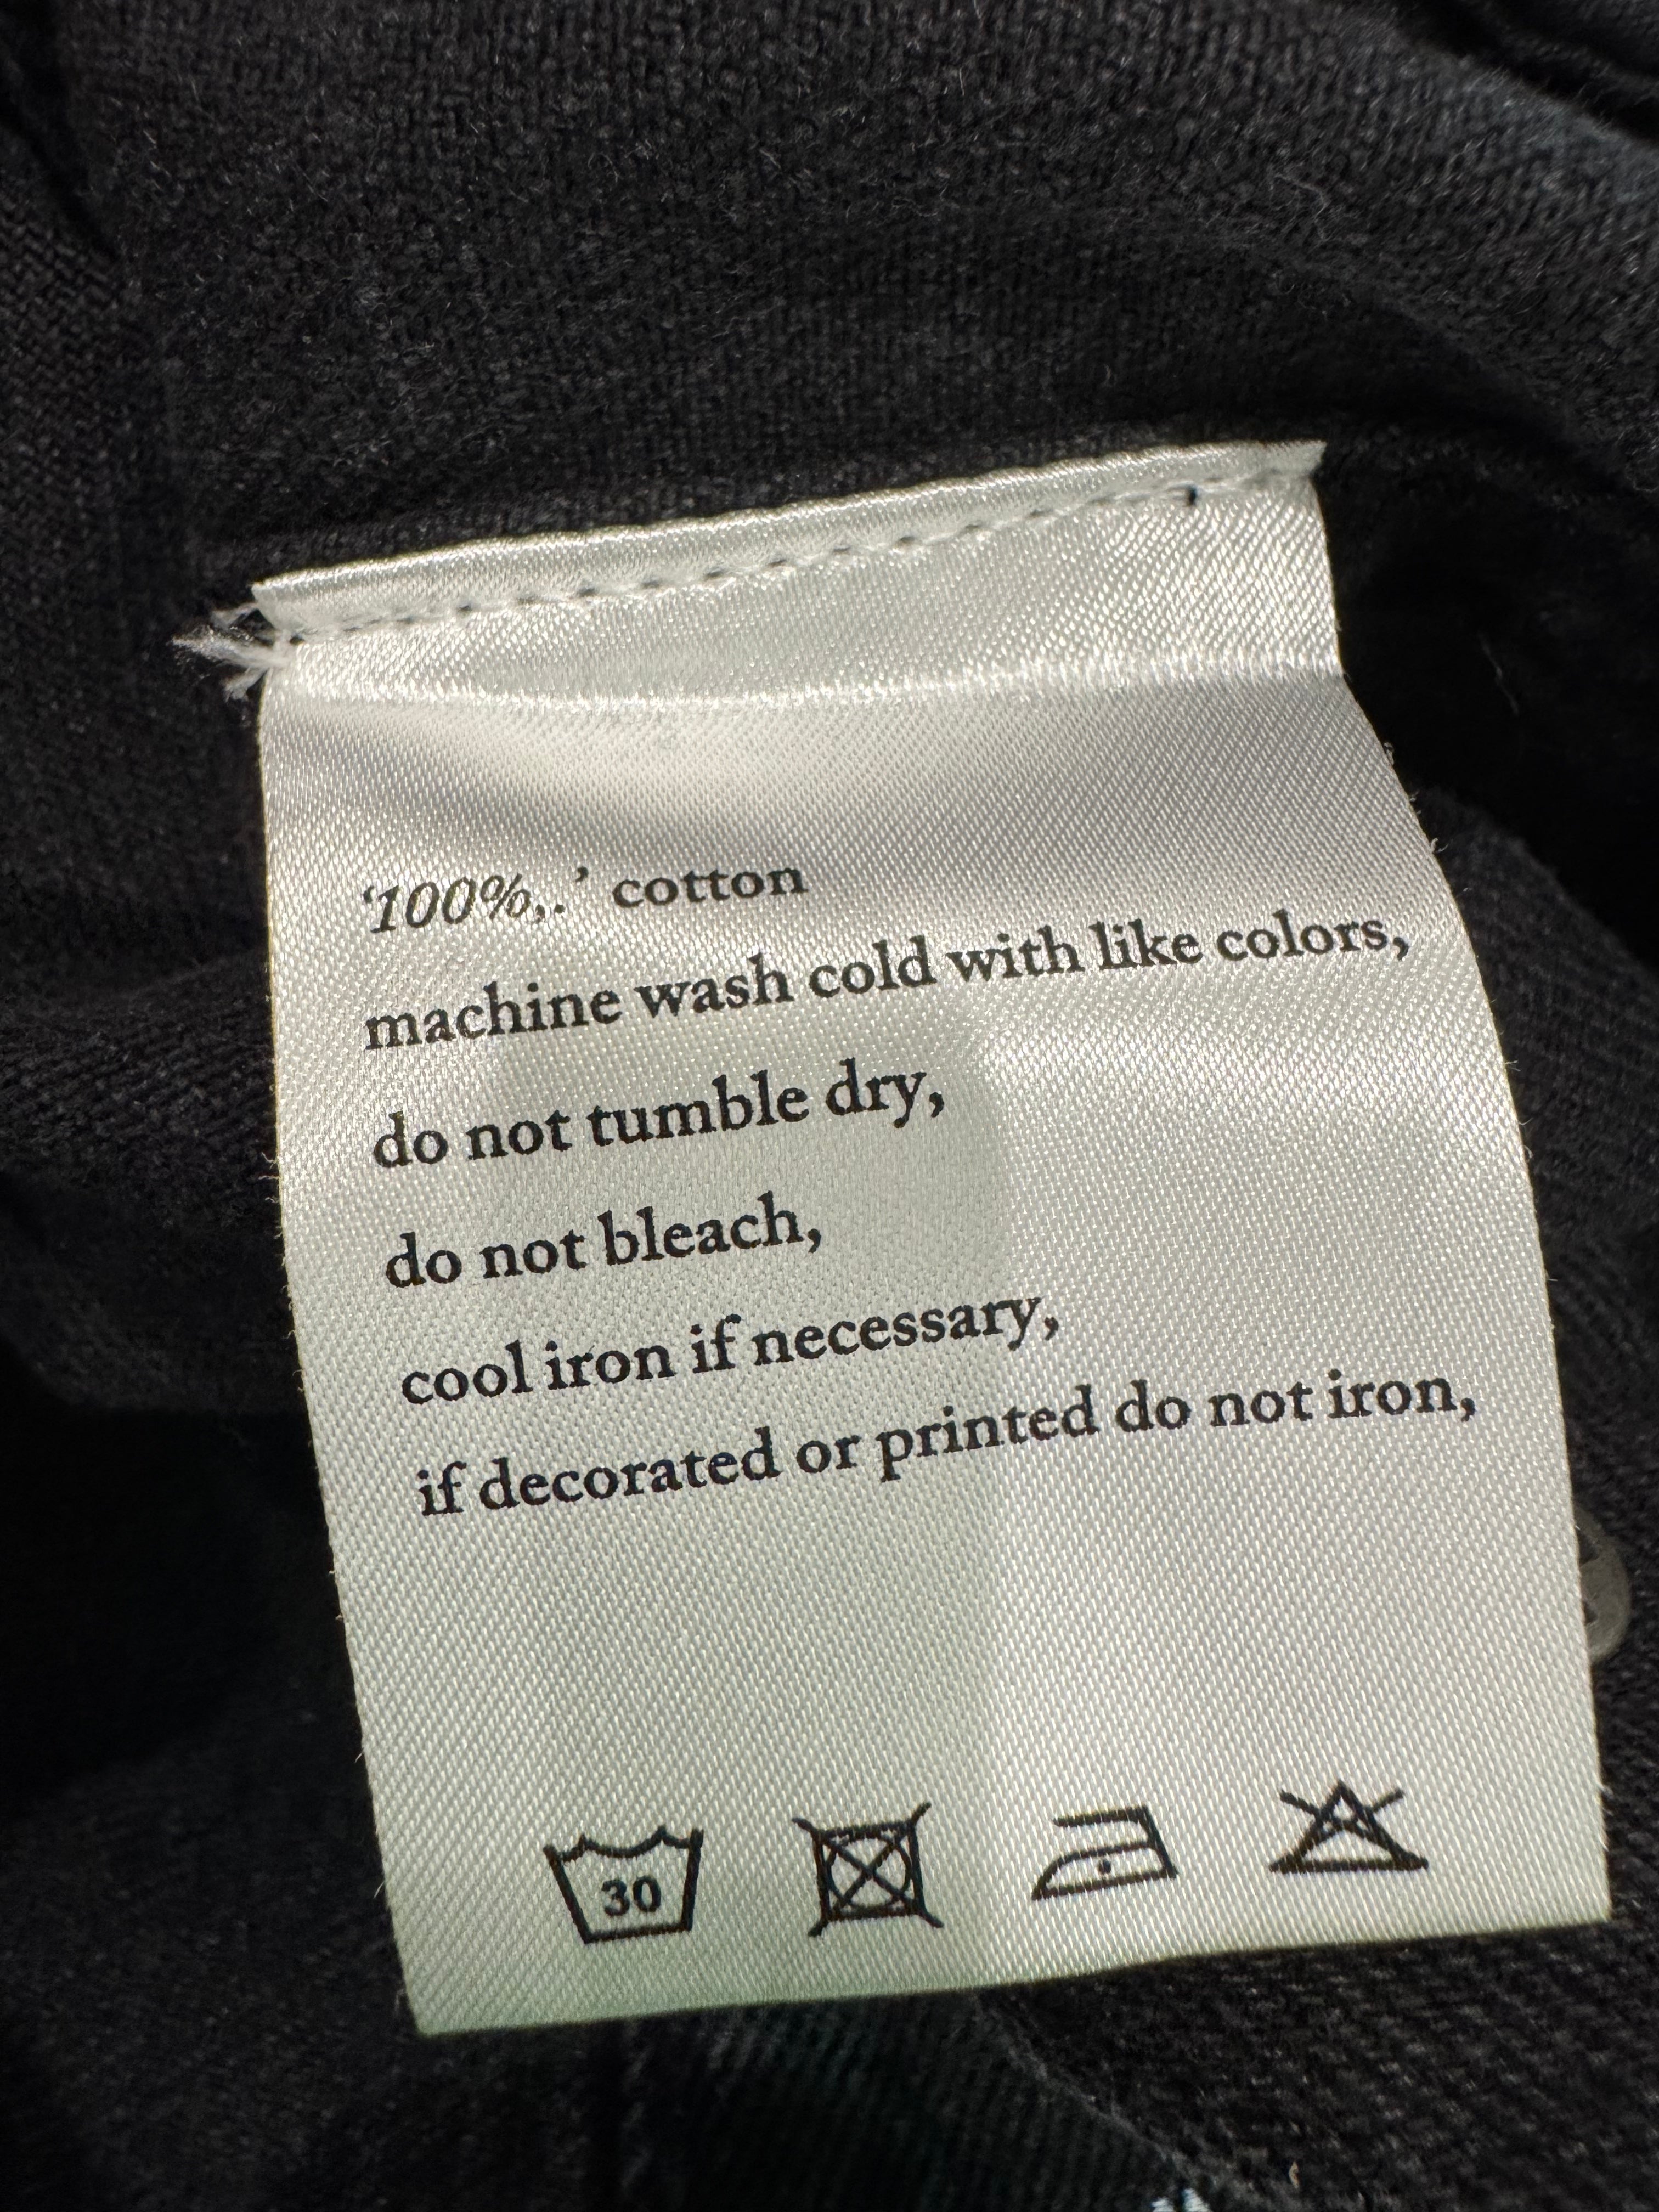 ‘100%,.’ cotton
machine wash cold with like colors,
do not tumble dry,
do not bleach,
cool iron if necessary,
if decorated or printed do not iron,
30